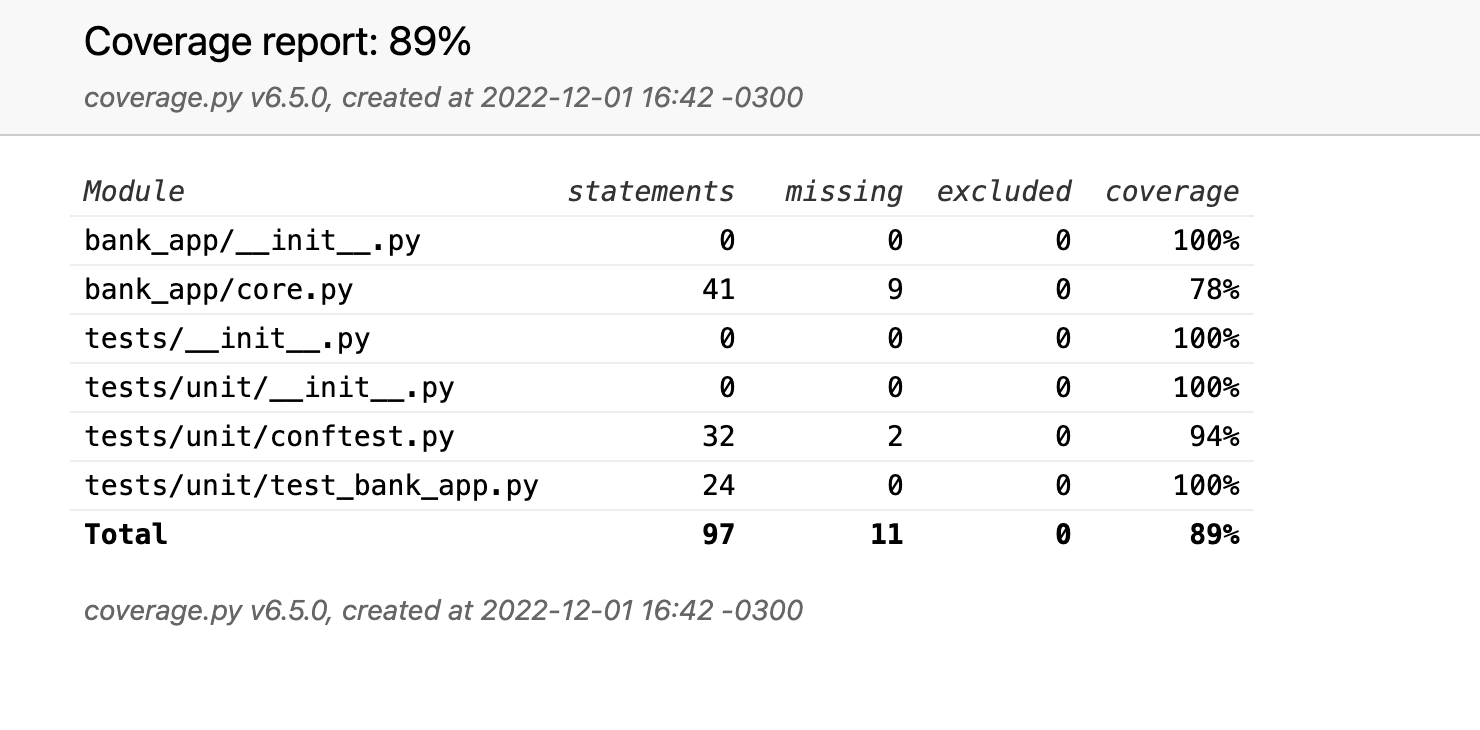 Coverage report: 89%
coverage.py v6.5.0, created at 2022-12-01 16:42 -0300
Module statements missing excluded coverage
bank_app/__init__.py 0 0 0 100%
bank_app/core.py 41 9 0 78%
tests/__init__.py 0 0 0 100%
tests/unit/__init__.py 0 0 0 100%
tests/unit/conftest.py 32 2 0 94%
tests/unit/test_bank_app.py 24 0 0 100%
Total 97 11 0 89%
coverage.py v6.5.0, created at 2022-12-01 16:42 -0300